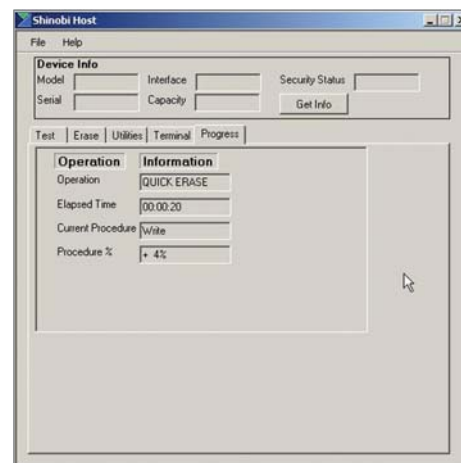 Shinobi Host
File Help
Device Info
Model Interface Security Status
Serial Capacity Get Info
Test Erase Utilities Terminal Progress
Operation Information
Operation QUICK ERASE
Elapsed Time 00:00:20
Current Procedure Write
Procedure % + 4%